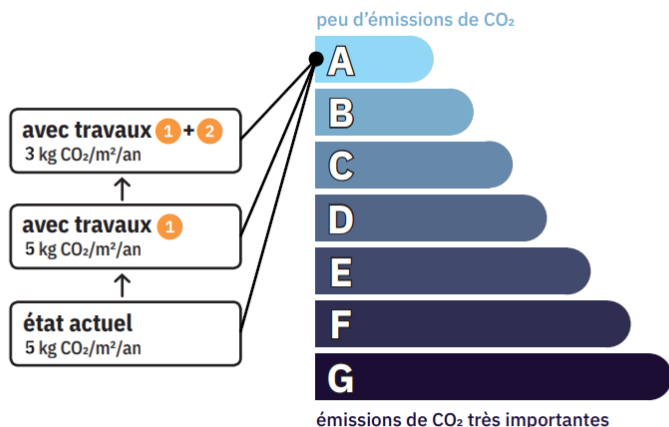 peu d'émissions de CO₂
A
B
C
D
E
F
G
émissions de CO₂ très importantes
avec travaux 1 + 2
3 kg CO₂/m²/an
avec travaux 1
5 kg CO₂/m²/an
état actuel
5 kg CO₂/m²/an